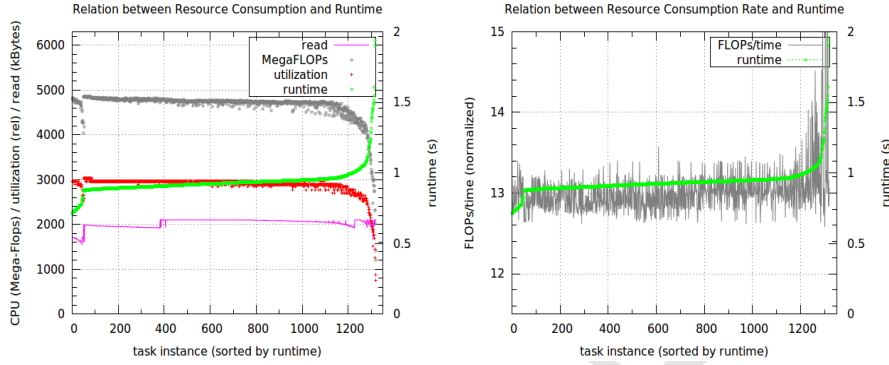 Relation between Resource Consumption and Runtime
CPU (Mega-Flops) / utilization (rel) / read (kBytes)
6000
5000
4000
3000
2000
1000
0
read
MegaFLOPs
utilization
runtime
2
1.5
1
0.5
0
runtime (s)
0 200 400 600 800 1000 1200
task instance (sorted by runtime)
Relation between Resource Consumption Rate and Runtime
FLOPs/time (normalized)
15
14
13
12
FLOPs/time
runtime
2
1.5
1
0.5
0
runtime (s)
0 200 400 600 800 1000 1200
task instance (sorted by runtime)